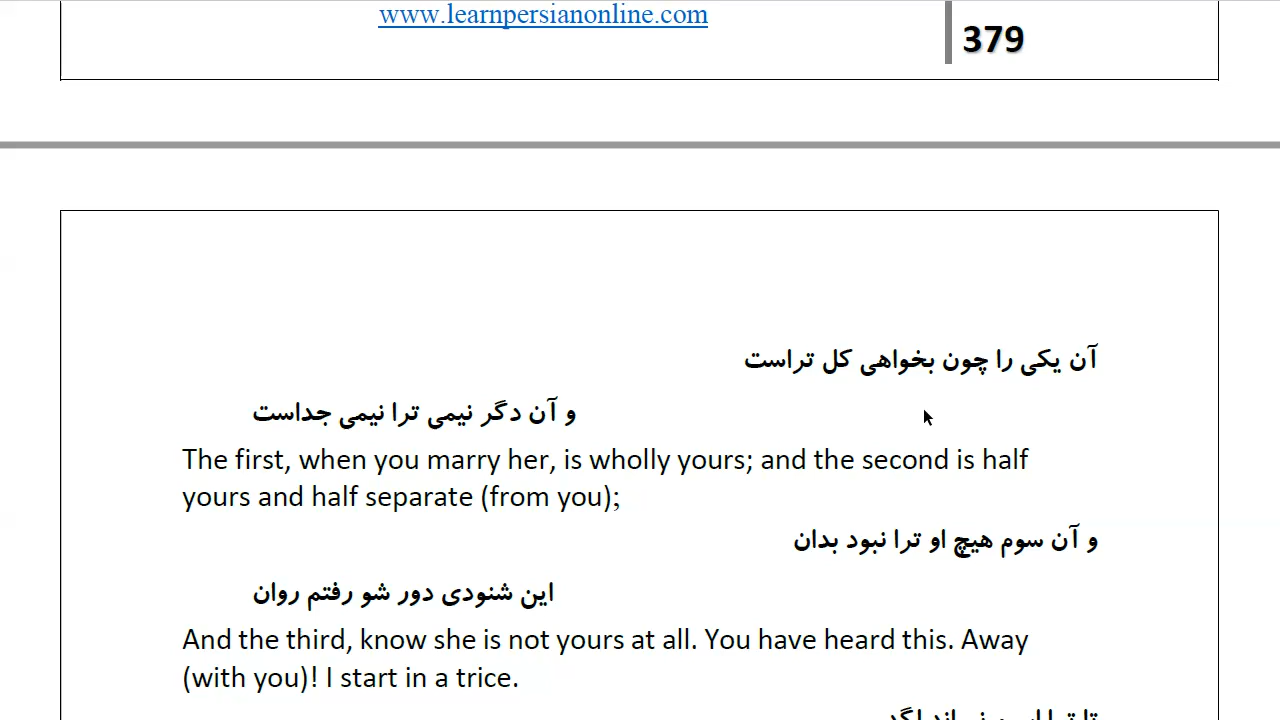 www.learnpersianonline.com
379
آن یکی را چون بخواهی کل تراست
و آن دگر نیمی ترا نیمی جداست
The first, when you marry her, is wholly yours; and the second is half
yours and half separate (from you);
و آن سوم هیچ او ترا نبود بدان
این شنودی دور شو رفتم روان
And the third, know she is not yours at all. You have heard this. Away
(with you)! I start in a trice.